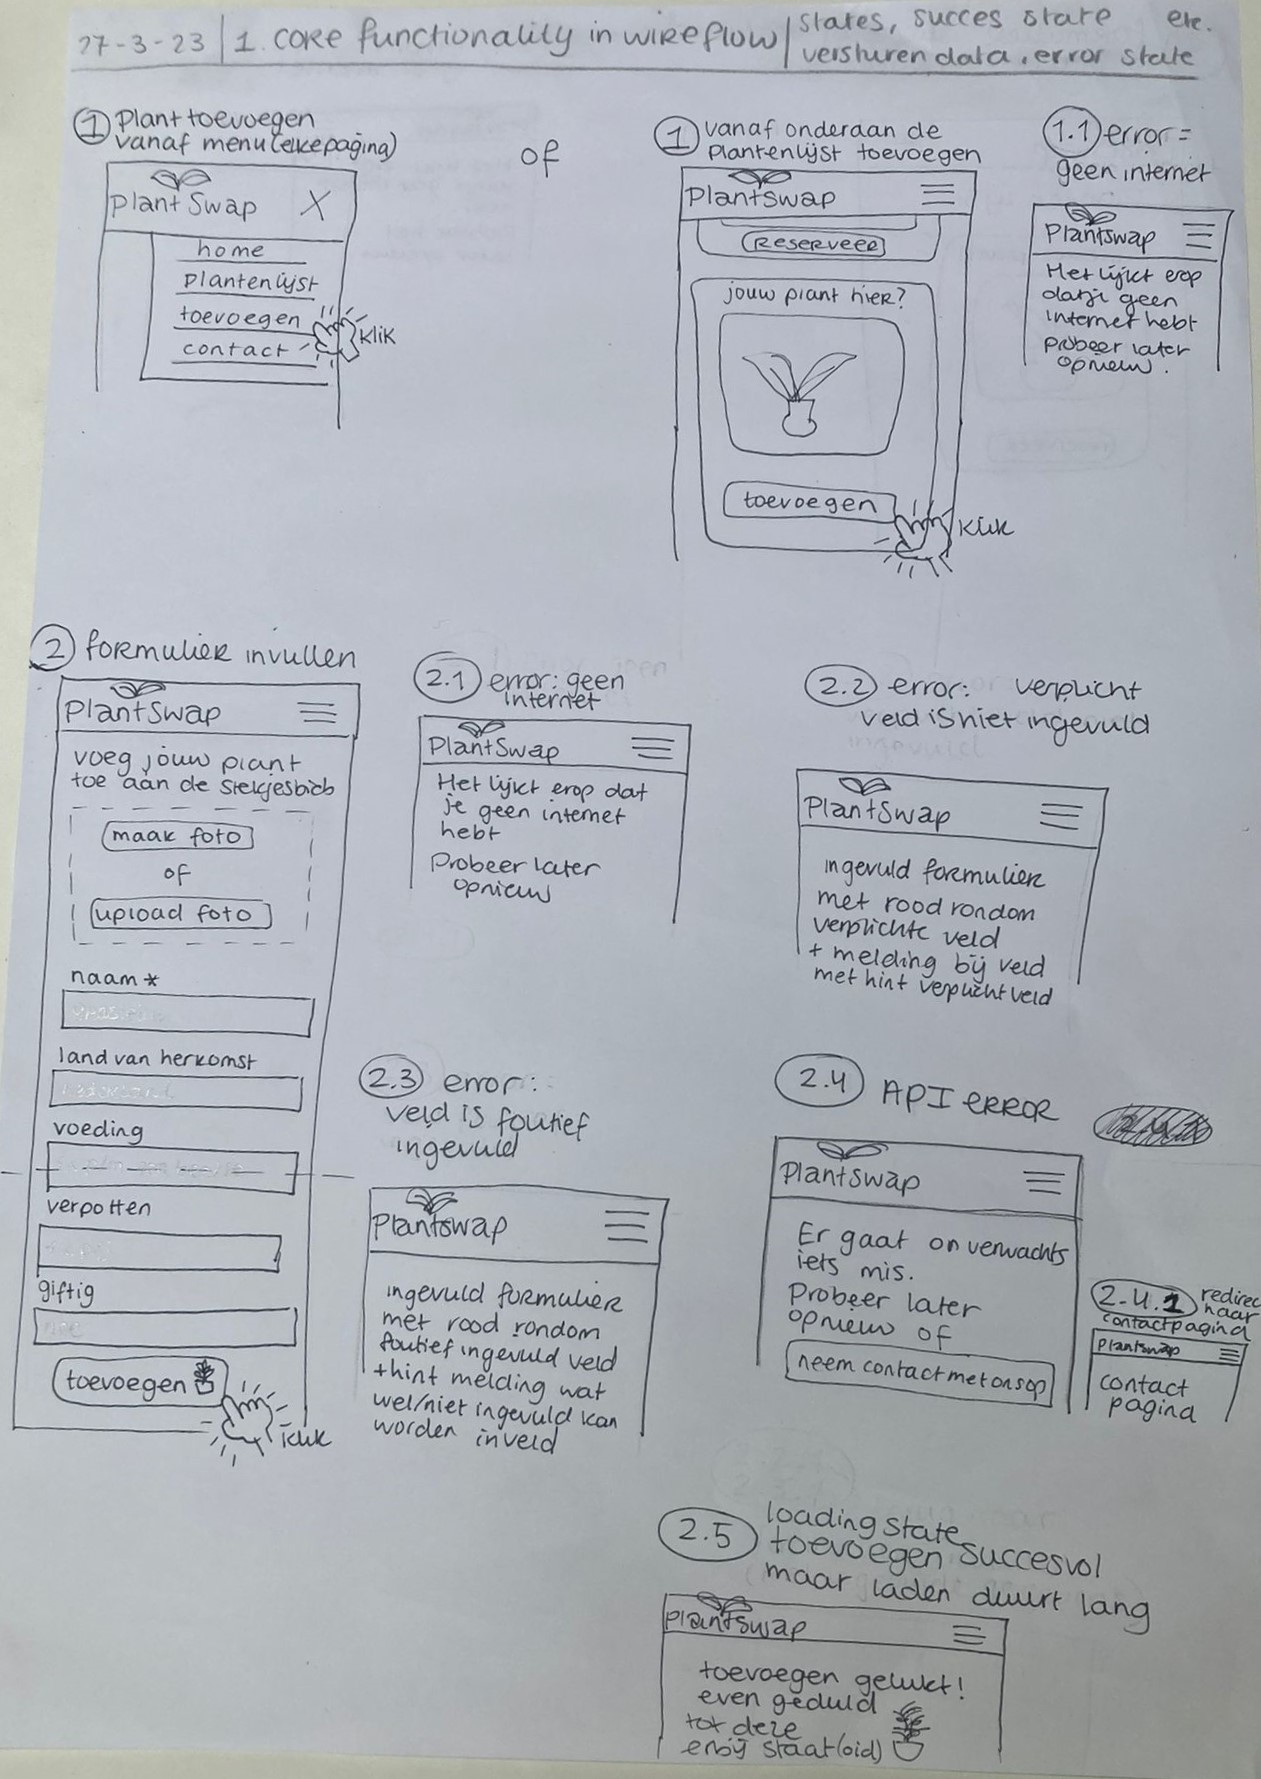 27-3-23 | 1. core functionality in wireflow | states, succes state etc.
versturen data, error state
1 Plant toevoegen
vanaf menu (elke pagina)
Plant Swap X
home
plantenlijst
toevoegen
contact
klik
of
1 vanaf onderaan de
plantenlijst toevoegen
Plantswap
Reserveer
jouw plant hier?
toevoegen
klik
1.1 error =
geen internet
Plantswap
Het lijkt erop
dat je geen
internet hebt
probeer later
opnieuw.
2 formulier invullen
PlantSwap
voeg jouw plant
toe aan de stekjesbieb
maak foto
of
upload foto
naam *
land van herkomst
voeding
verpotten
giftig
toevoegen
klik
2.1 error: geen
internet
PlantSwap
Het lijkt erop dat
je geen internet
hebt
Probeer later
opnieuw
2.2 error: verplicht
veld is niet ingevuld
PlantSwap
ingevuld formulier
met rood rondom
verplichte veld
+ melding bij veld
met hint verplicht veld
2.3 error:
veld is foutief
ingevuld
Plantswap
ingevuld formulier
met rood rondom
foutief ingevuld veld
+ hint melding wat
wel/niet ingevuld kan
worden in veld
2.4 API error
PlantSwap
Er gaat onverwachts
iets mis.
Probeer later
opnieuw of
neem contact met ons op
2.4.1 redirec
naar
contactpagina
Plantswap
contact
pagina
2.5 loading state
toevoegen succesvol
maar laden duurt lang
PlantSwap
toevoegen gelukt!
even geduld
tot deze
erbij staat (oid)